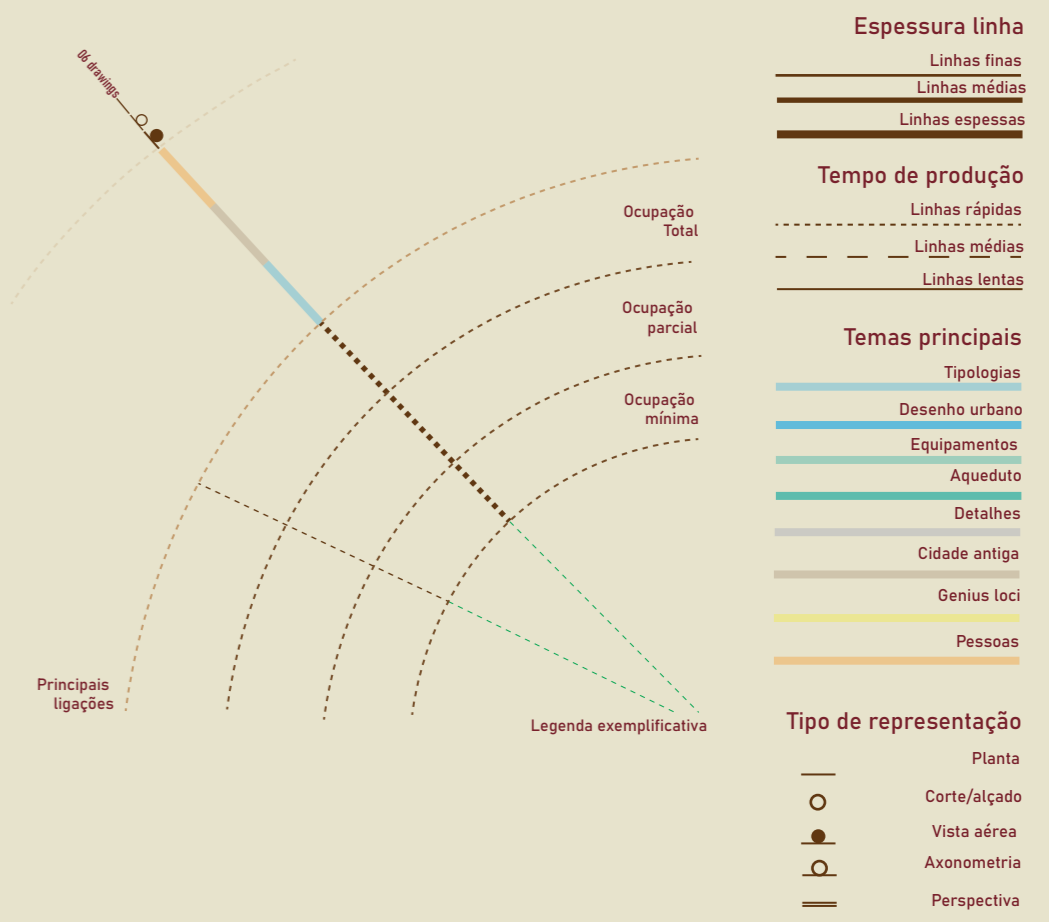 06 drawings
Ocupação
Total
Ocupação
parcial
Ocupação
mínima
Principais
ligações
Legenda exemplificativa
Espessura linha
Linhas finas
Linhas médias
Linhas espessas
Tempo de produção
Linhas rápidas
Linhas médias
Linhas lentas
Temas principais
Tipologias
Desenho urbano
Equipamentos
Aqueduto
Detalhes
Cidade antiga
Genius loci
Pessoas
Tipo de representação
Planta
Corte/alçado
Vista aérea
Axonometria
Perspectiva